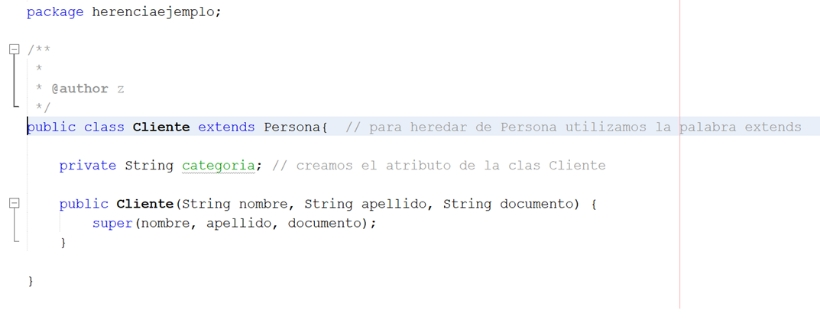 package herenciaejemplo;
/**
*
* @author z
*/
public class Cliente extends Persona{  // para heredar de Persona utilizamos la palabra extends
private String categoria; // creamos el atributo de la clas Cliente
public Cliente(String nombre, String apellido, String documento) {
super(nombre, apellido, documento);
}
}